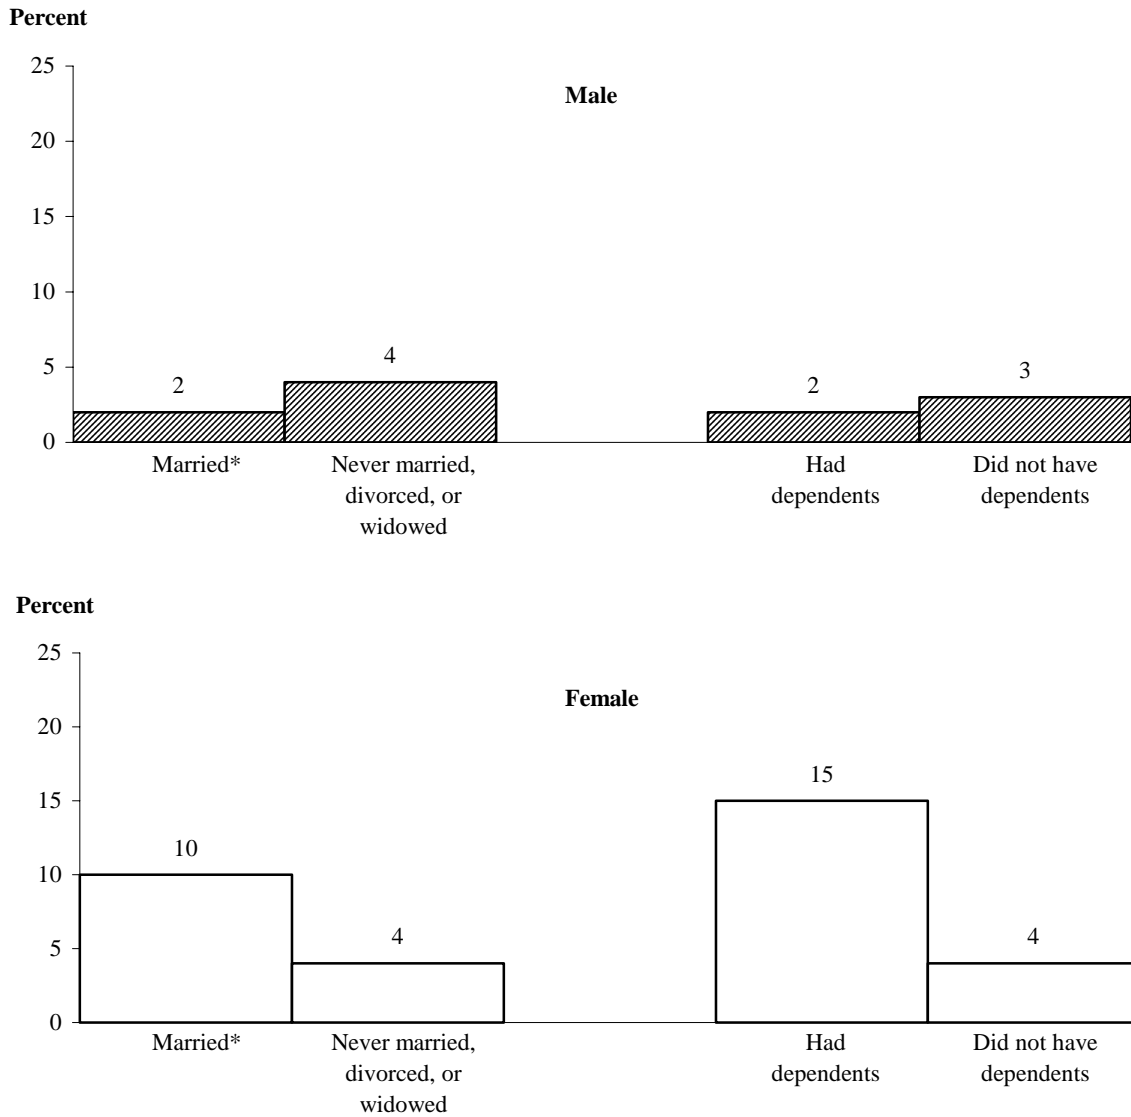 Percent
25
Male
20
15
10
5
0
2
4
2
3
Married*
Never married,
divorced, or
widowed
Had
dependents
Did not have
dependents
Percent
25
Female
20
15
10
5
0
10
4
15
4
Married*
Never married,
divorced, or
widowed
Had
dependents
Did not have
dependents